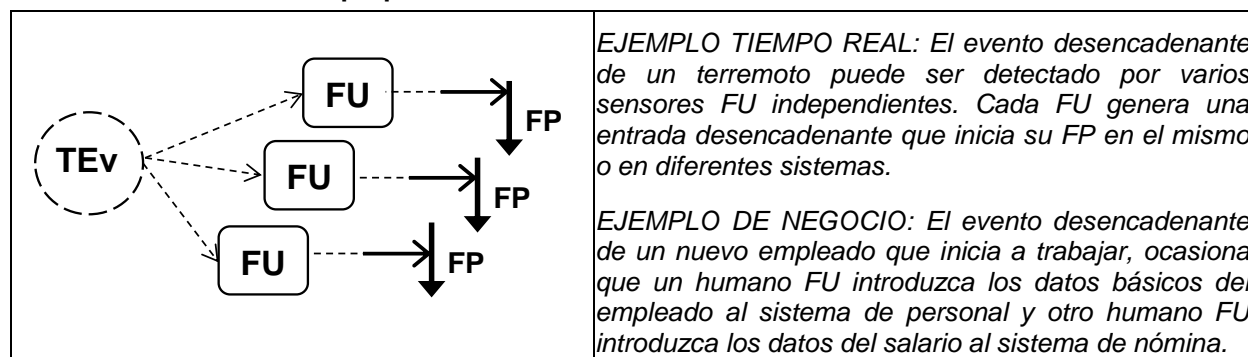 FU
FP
TEv
FU
FP
FU
FP
EJEMPLO TIEMPO REAL: El evento desencadenante
de un terremoto puede ser detectado por varios
sensores FU independientes. Cada FU genera una
entrada desencadenante que inicia su FP en el mismo
o en diferentes sistemas.
EJEMPLO DE NEGOCIO: El evento desencadenante
de un nuevo empleado que inicia a trabajar, ocasiona
que un humano FU introduzca los datos básicos del
empleado al sistema de personal y otro humano FU
introduzca los datos del salario al sistema de nómina.